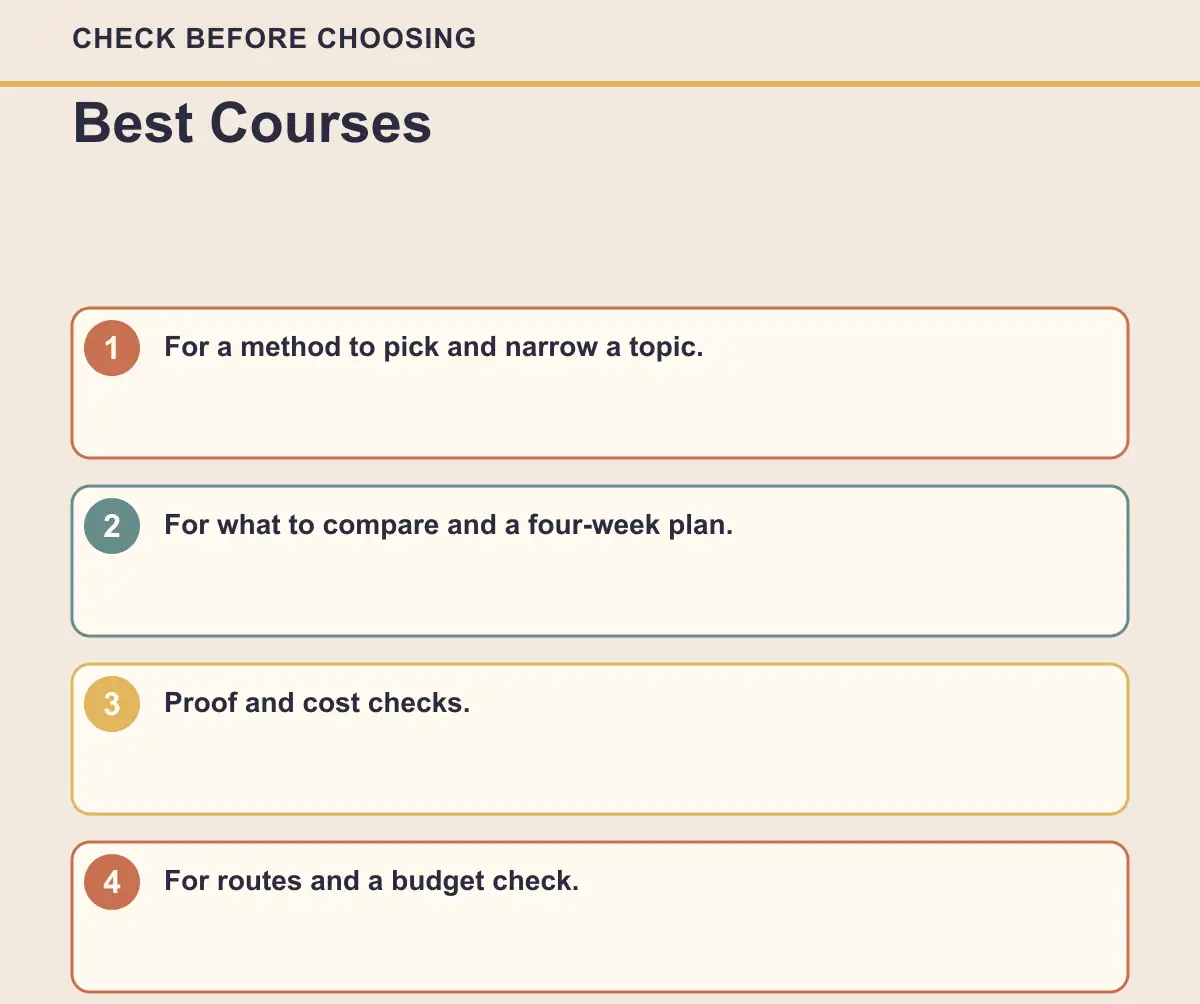 CHECK BEFORE CHOOSING
Best Courses
1
For a method to pick and narrow a topic.
2
For what to compare and a four-week plan.
3
Proof and cost checks.
4
For routes and a budget check.